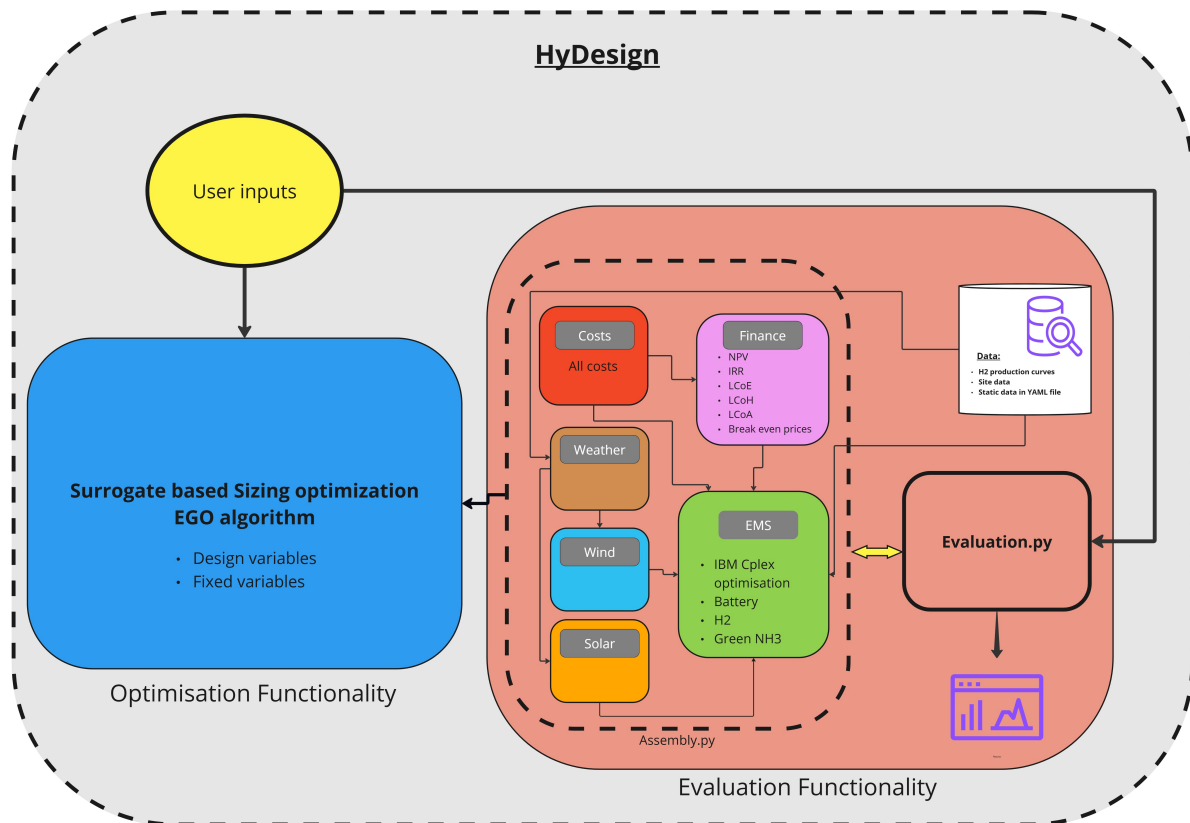 HyDesign
User inputs
Surrogate based Sizing optimization
EGO algorithm
• Design variables
• Fixed variables
Optimisation Functionality
Costs
All costs
Finance
• NPV
• IRR
• LCoE
• LCoH
• LCoA
• Break even prices
Weather
Wind
Solar
EMS
• IBM Cplex
optimisation
• Battery
• H2
• Green NH3
Assembly.py
Data:
- H2 production curves
- Site data
- Static data in YAML file
Evaluation.py
Evaluation Functionality